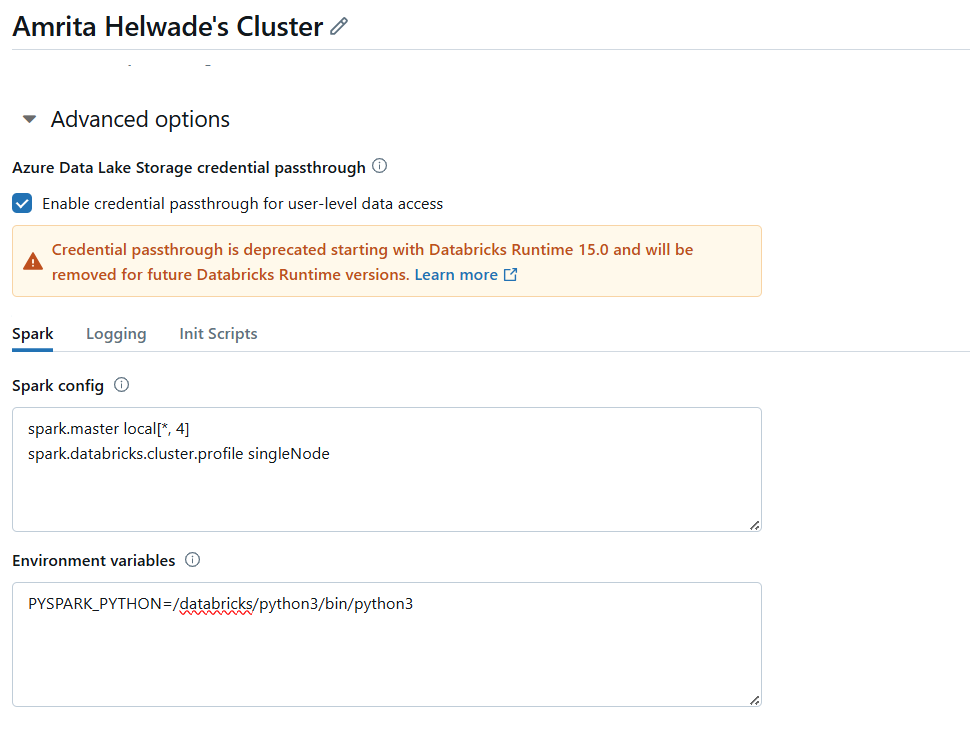 Amrita Helwade's Cluster
Advanced options
Azure Data Lake Storage credential passthrough
Enable credential passthrough for user-level data access
Credential passthrough is deprecated starting with Databricks Runtime 15.0 and will be
removed for future Databricks Runtime versions. Learn more
Spark Logging Init Scripts
Spark config
spark.master local[*, 4]
spark.databricks.cluster.profile singleNode
Environment variables
PYSPARK_PYTHON=/databricks/python3/bin/python3